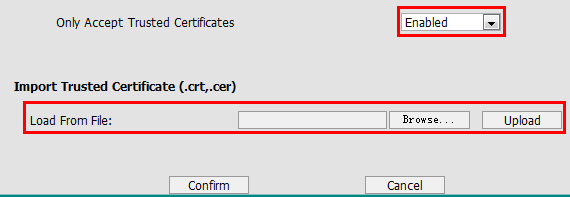 Only Accept Trusted Certificates Enabled
Import Trusted Certificate (.crt,.cer)
Load From File: Browse... Upload
Confirm Cancel